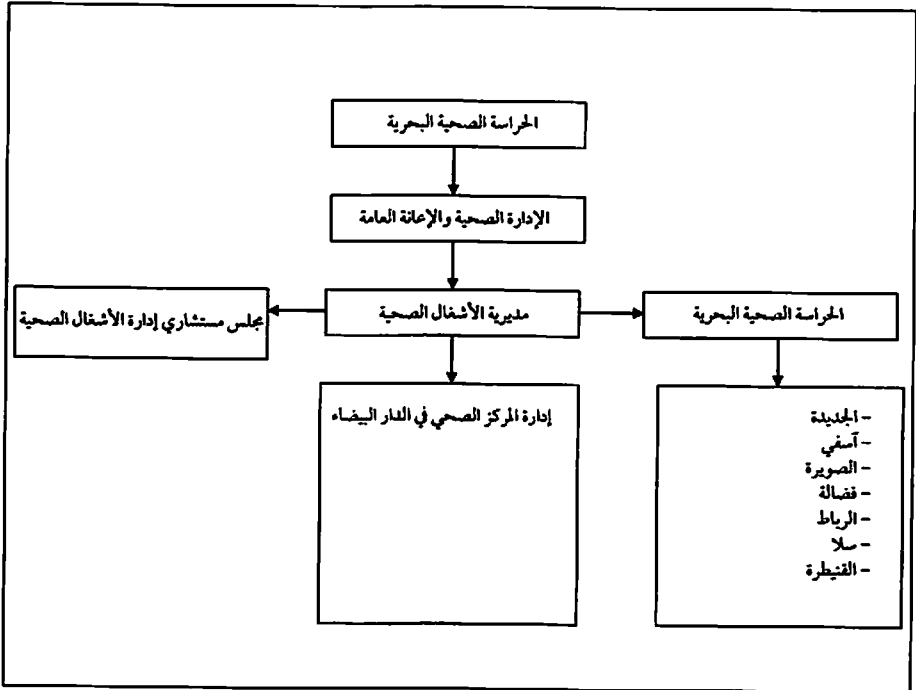 الحراسة الصحية البحرية
الإدارة الصحية والإعانة العامة
الحراسة الصحية البحرية
مديرية الأشغال الصحية
مجلس مستشاري إدارة الأشغال الصحية
- الجديدة
- آسفي
- الصويرة
- فضالة
- الرباط
- سلا
- القنيطرة
إدارة المركز الصحي في الدار البيضاء